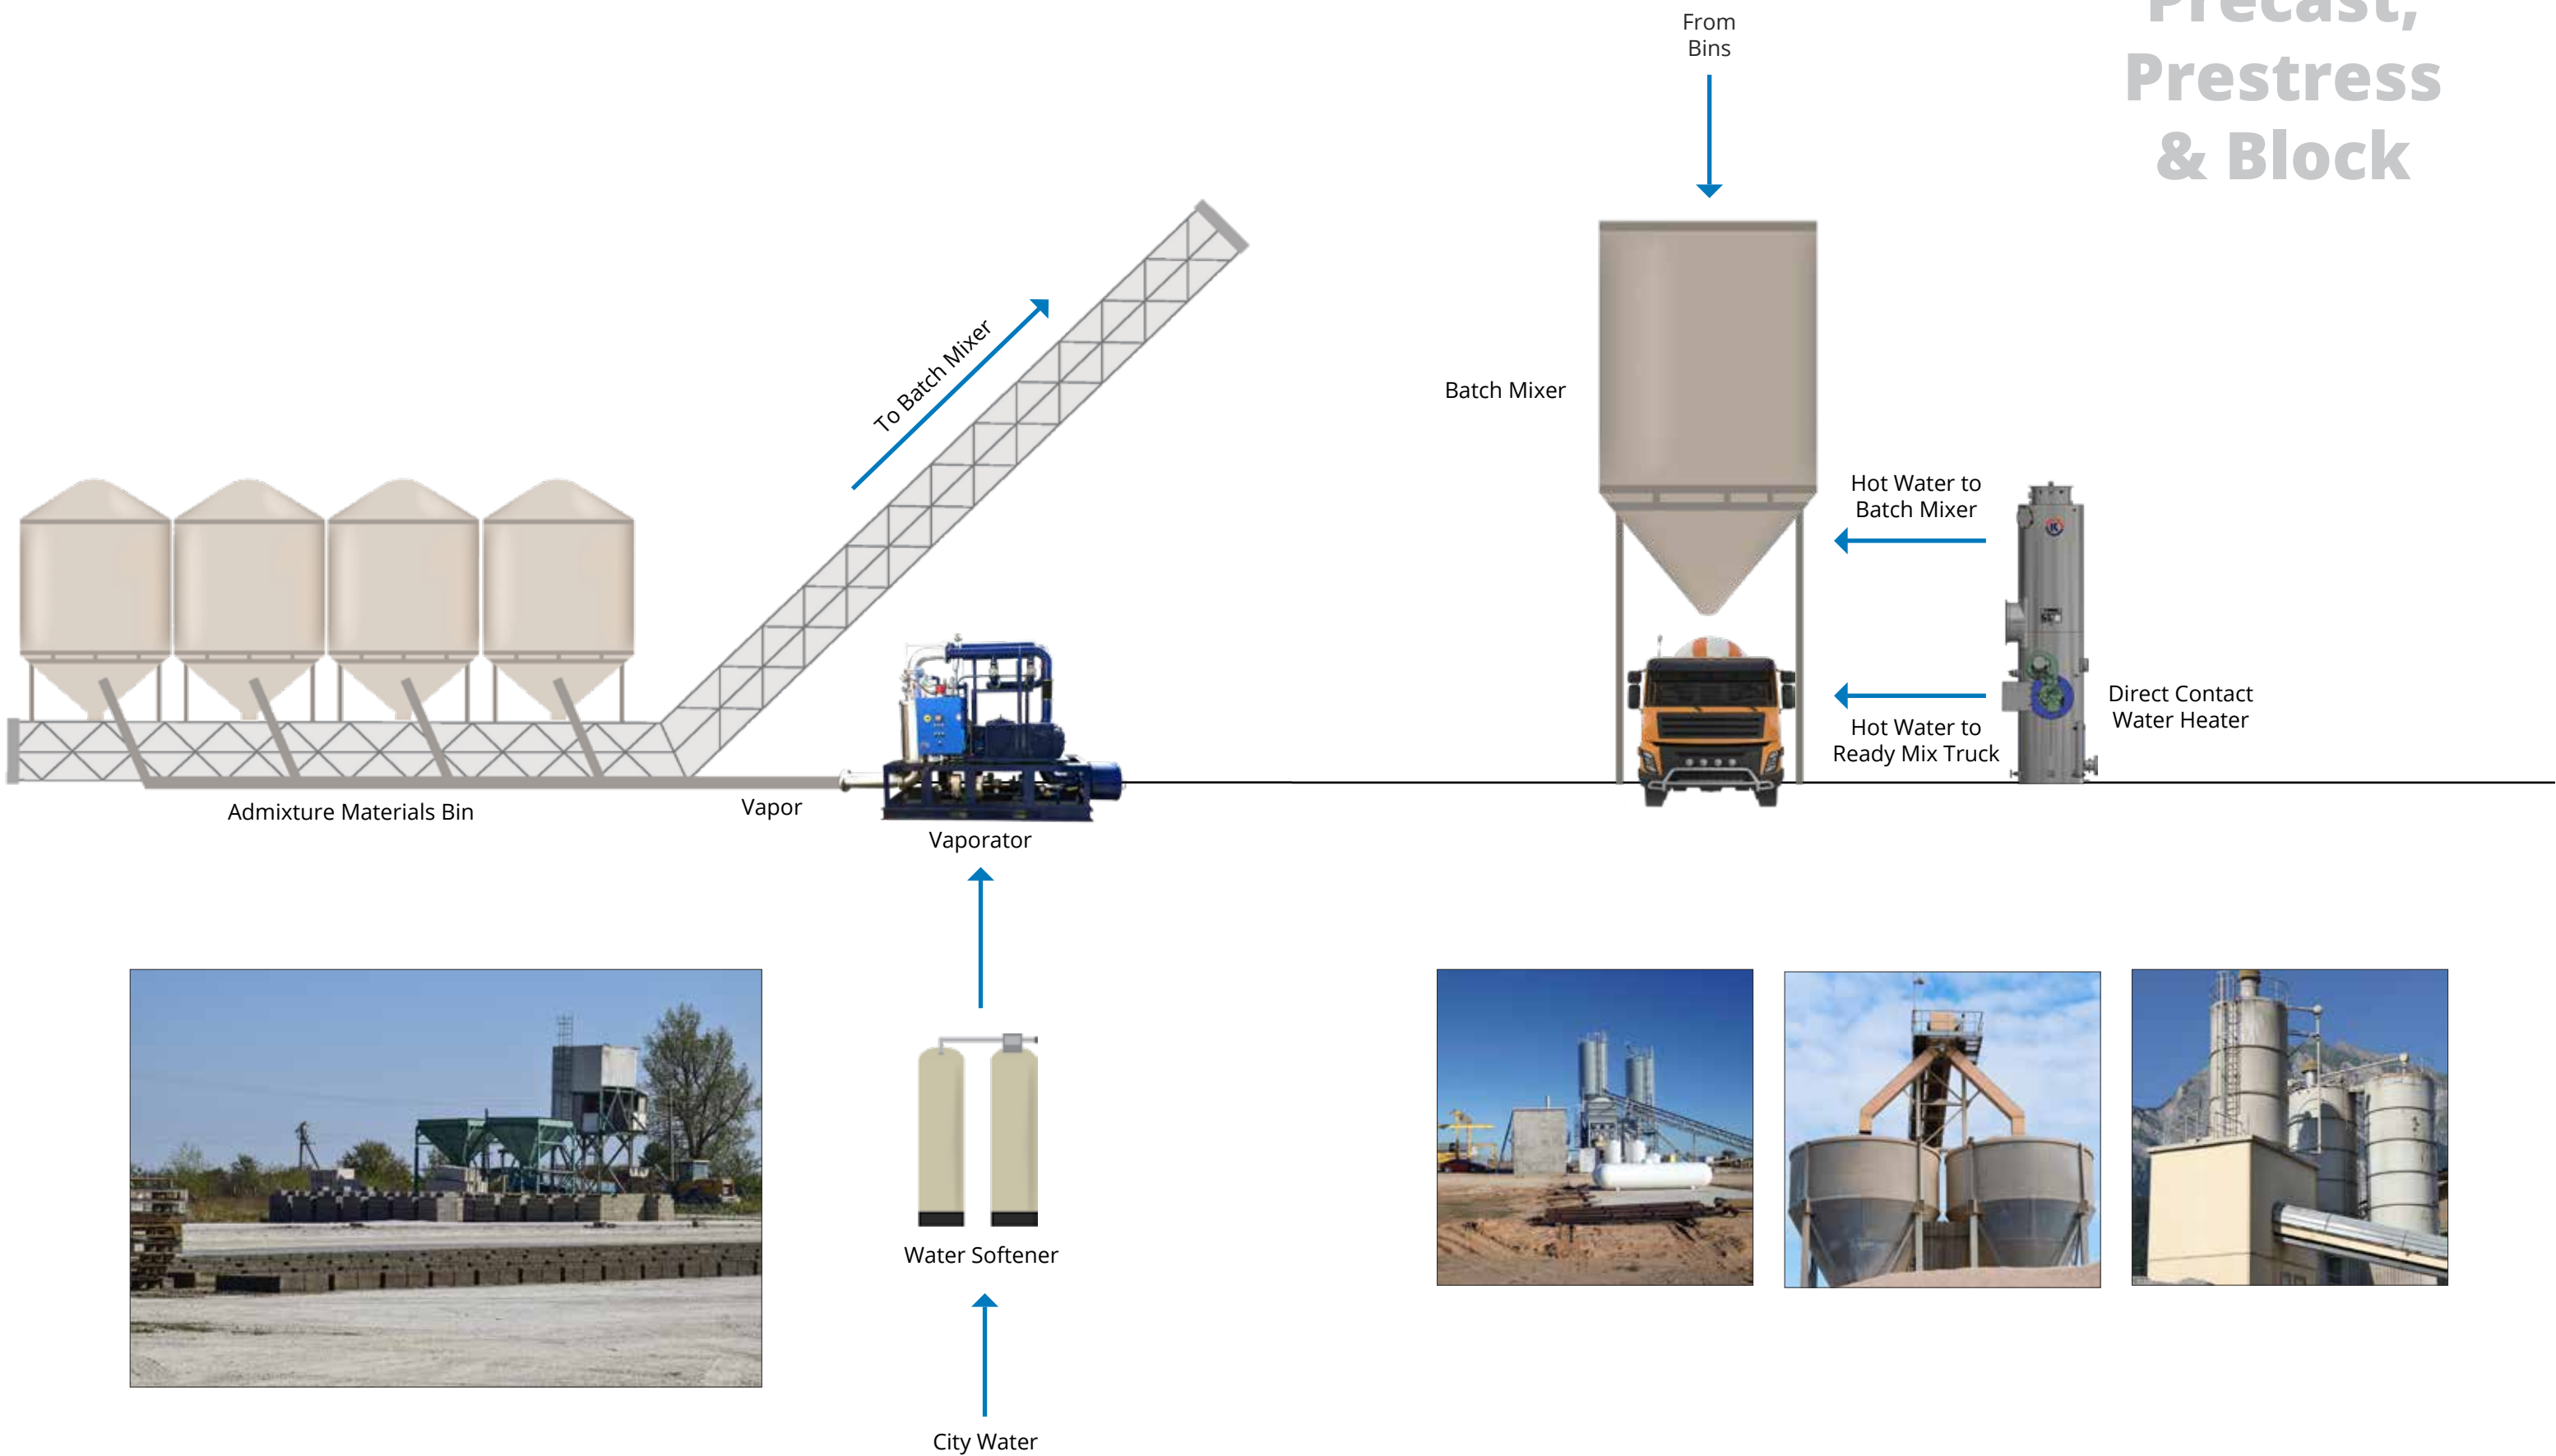 Precast,
Prestress
& Block
From
Bins
To Batch Mixer
Batch Mixer
Hot Water to
Batch Mixer
Hot Water to
Ready Mix Truck
Direct Contact
Water Heater
Admixture Materials Bin
Vapor
Vaporator
Water Softener
City Water